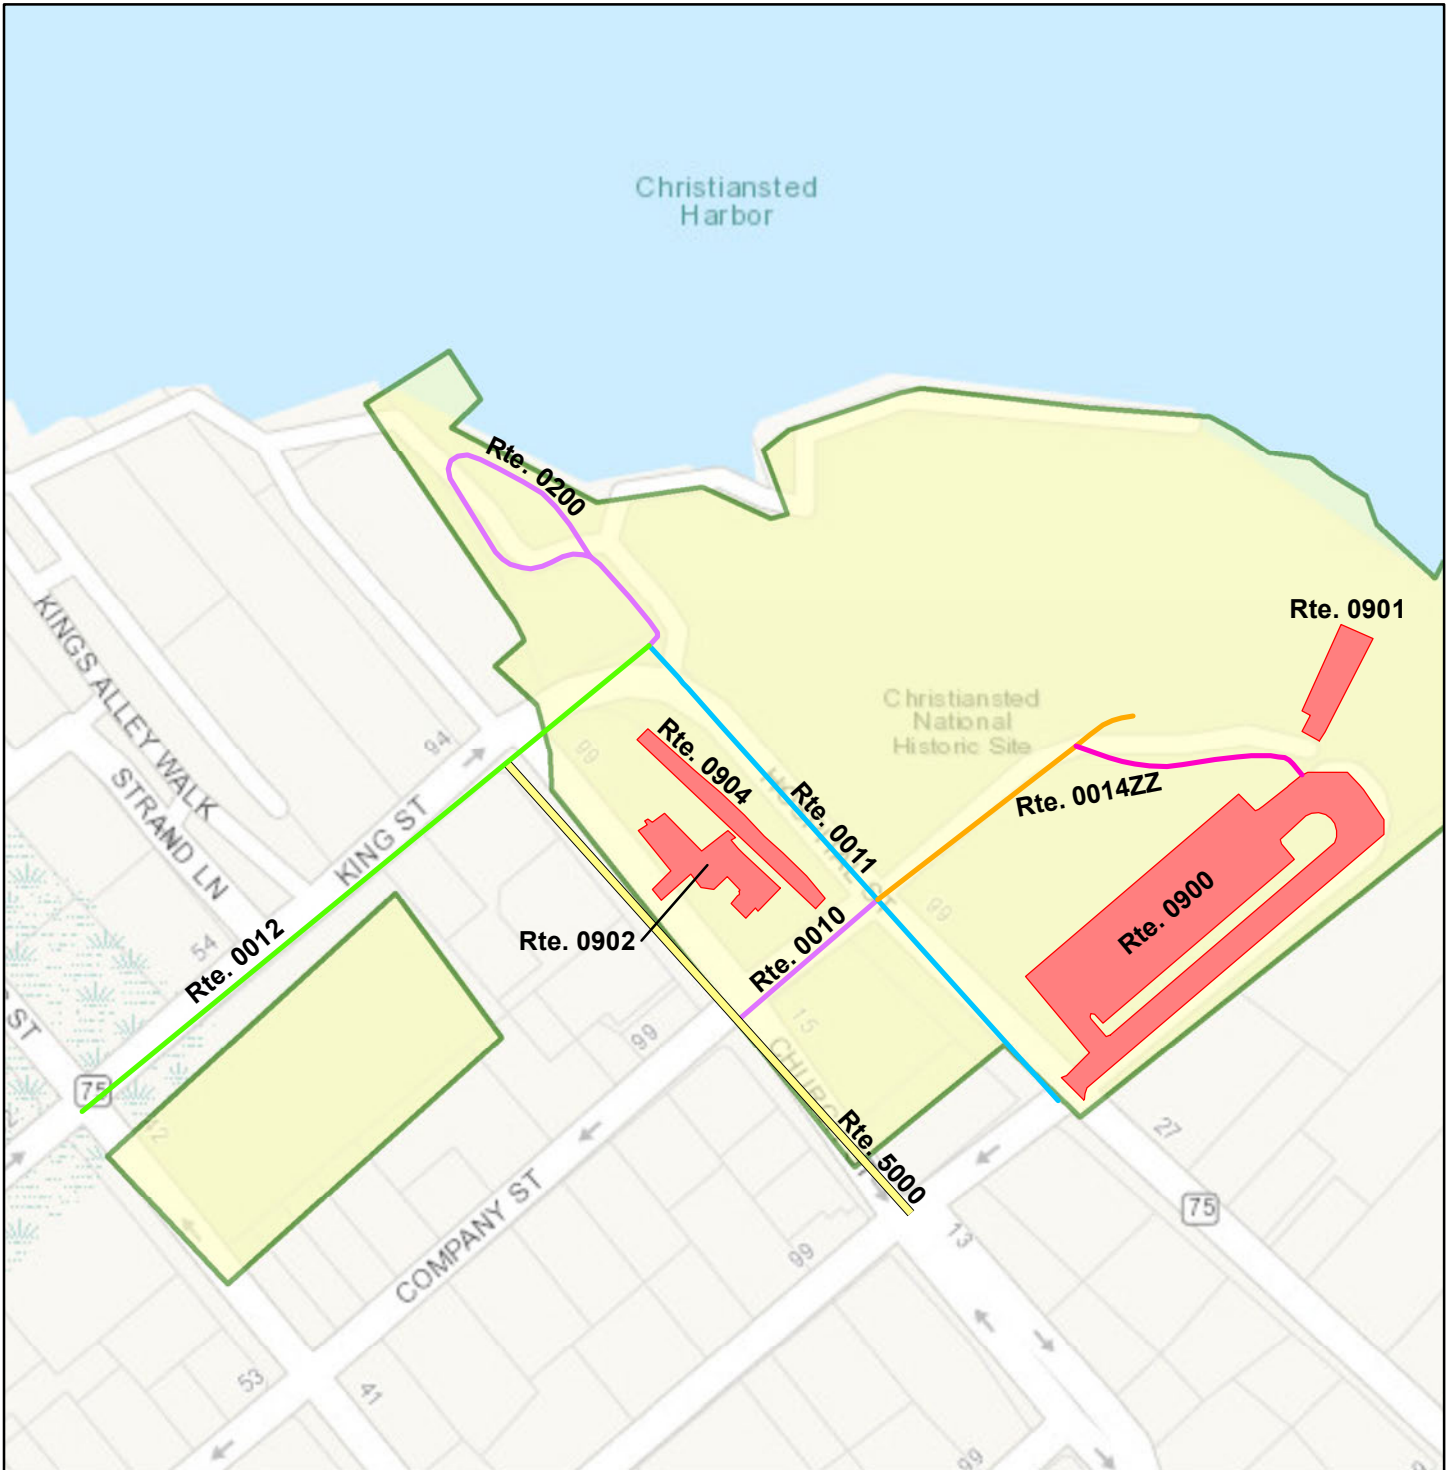 Christiansted
Harbor
Rte. 0200
KINGS ALLEY WALK
STRAND LN
94
KING ST
54
Rte. 0012
ST
75
42
Rte. 0901
Christiansted
National
Historic Site
99
Rte. 0904
Rte. 0011
Rte. 0014ZZ
Rte. 0902
Rte. 0010
99
Rte. 0900
99
15
Rte. 5000
COMPANY ST
27
75
13
99
53
41
99